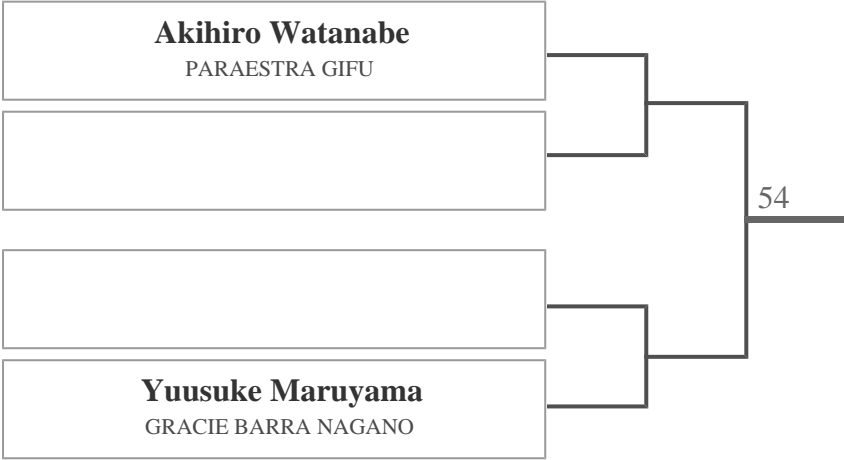 Akihiro Watanabe
PARAESTRA GIFU
54
Yuusuke Maruyama
GRACIE BARRA NAGANO